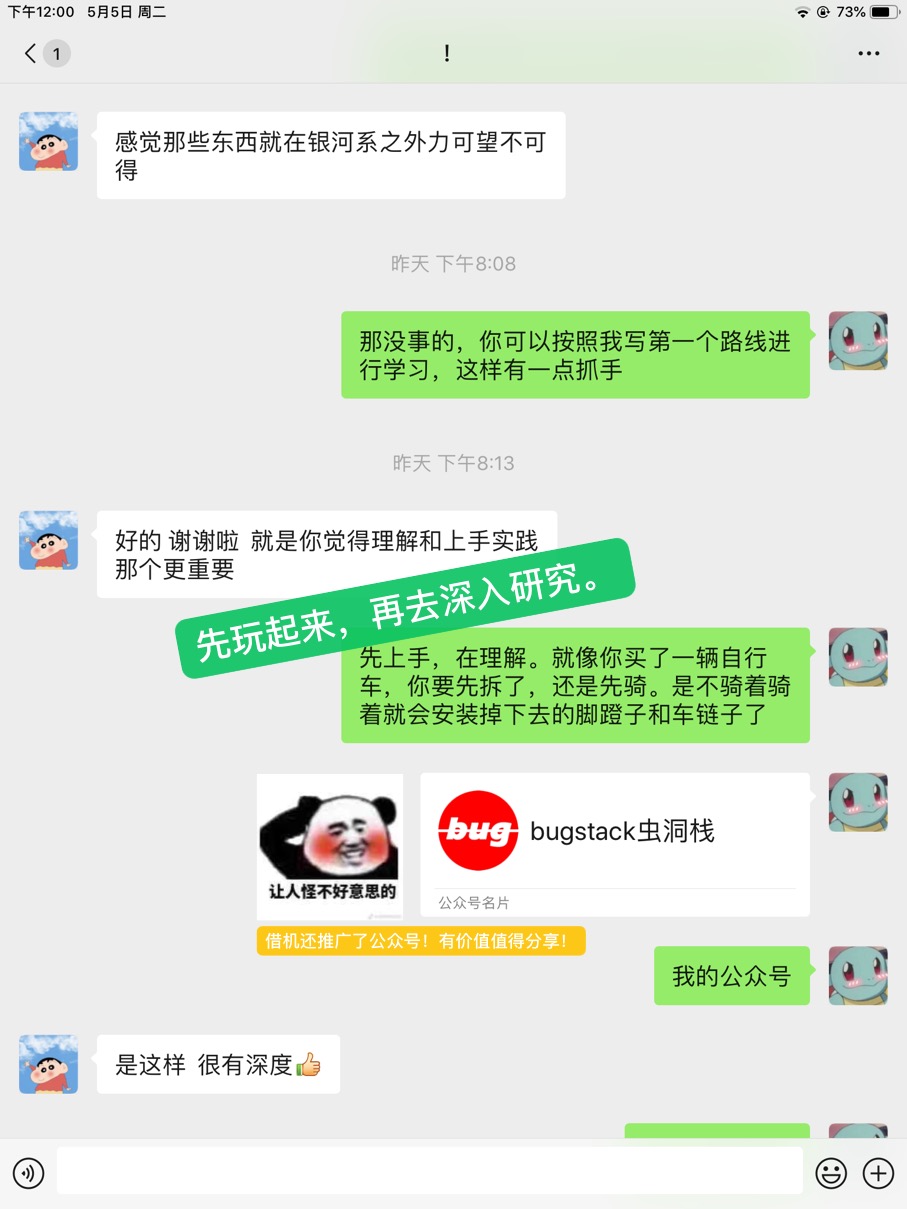 下午12:00 5月5日 周二
73%
1
!
感觉那些东西就在银河系之外力可望不可
得
昨天 下午8:08
那没事的，你可以按照我写第一个路线进
行学习，这样有一点抓手
昨天 下午8:13
好的 谢谢啦 就是你觉得理解和上手实践
那个更重要
先玩起来，再去深入研究。
先上手，在理解。就像你买了一辆自行
车，你要先拆了，还是先骑。是不骑着骑
着就会安装掉下去的脚蹬子和车链子了
bug
bugstack虫洞栈
让人怪不好意思的
公众号名片
借机还推广了公众号！有价值值得分享！
我的公众号
是这样 很有深度👍